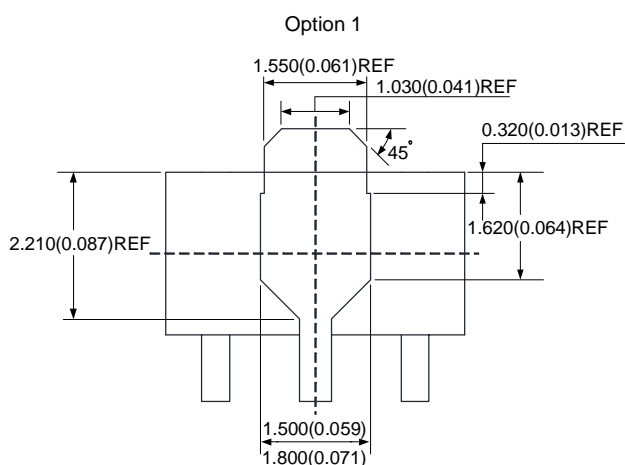 Option 1
1.550(0.061)REF
1.030(0.041)REF
0.320(0.013)REF
45°
1.620(0.064)REF
2.210(0.087)REF
1.500(0.059)
1.800(0.071)